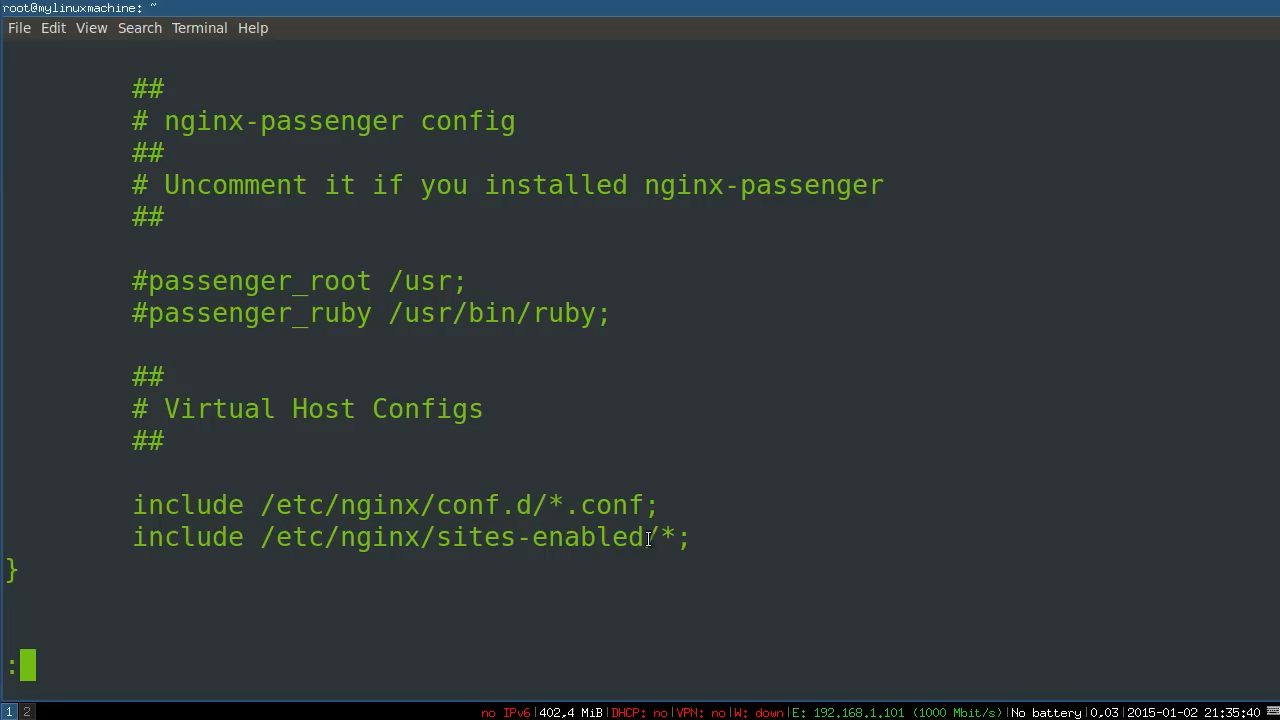 root@mylinuxmachine: ~
File Edit View Search Terminal Help
##
# nginx-passenger config
##
# Uncomment it if you installed nginx-passenger
##
#passenger_root /usr;
#passenger_ruby /usr/bin/ruby;
##
# Virtual Host Configs
##
include /etc/nginx/conf.d/*.conf;
include /etc/nginx/sites-enabled/*;
}
:
1 2 no IPv6|402,4 MiB|DHCP: no|VPN: no|W: down|E: 192.168.1.101 (1000 Mbit/s)|No battery|0,03|2015-01-02 21:35:40